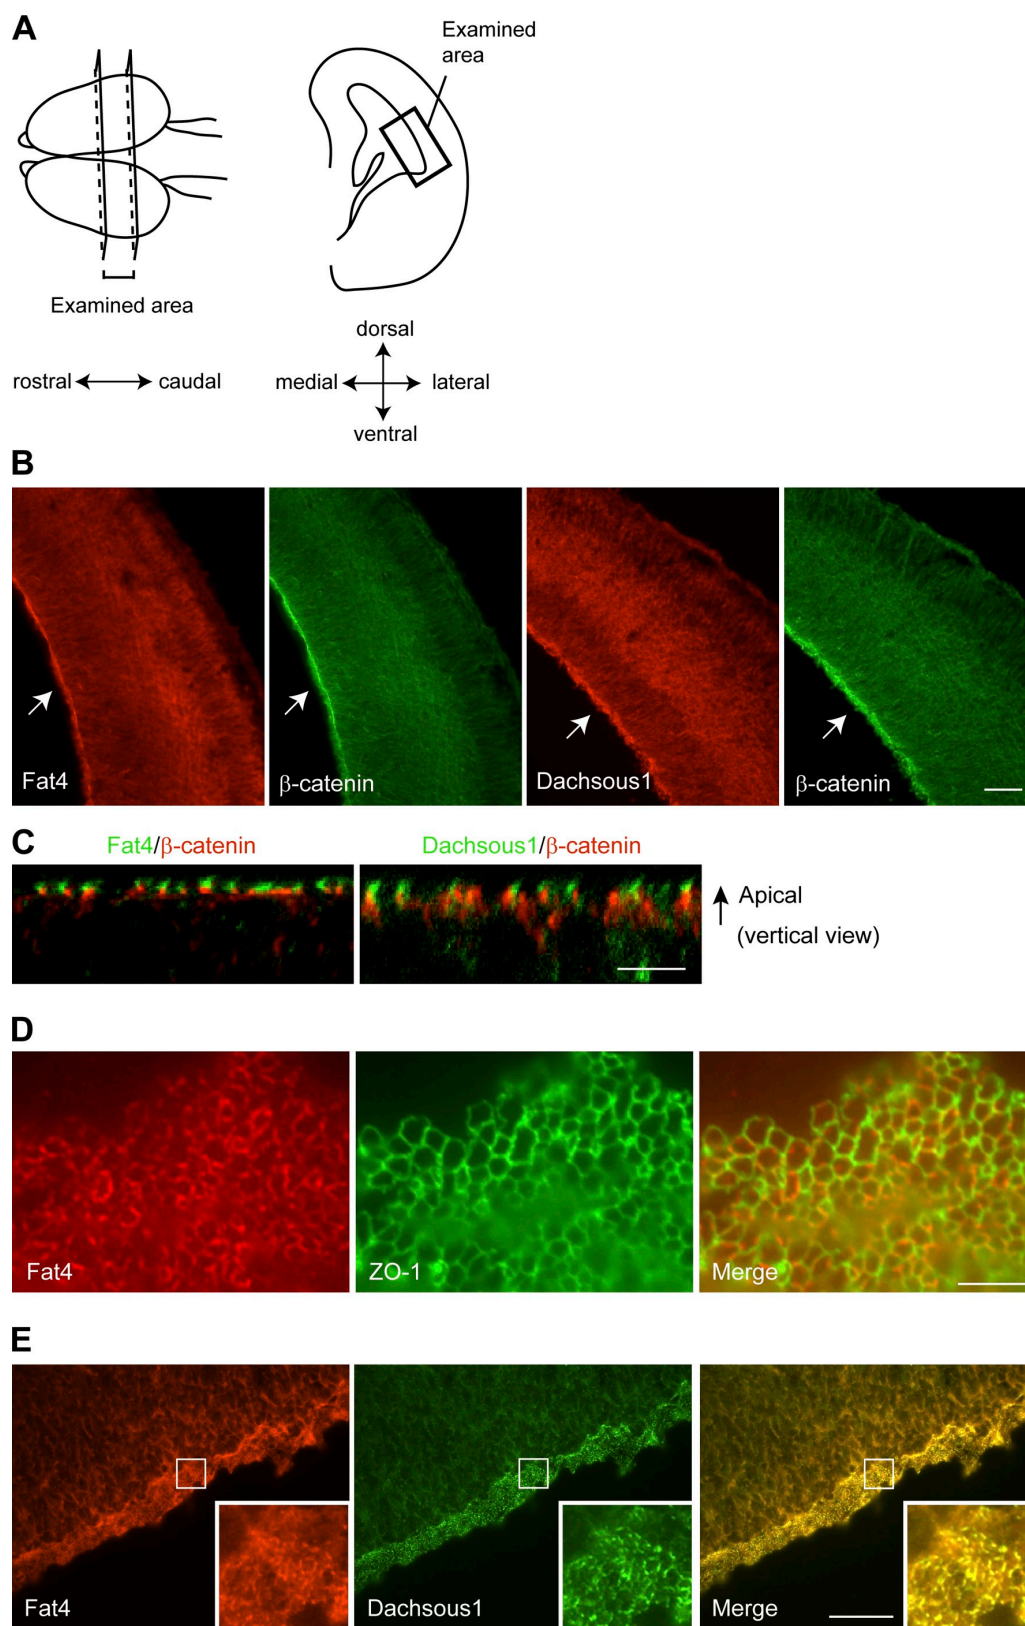 A
Examined
area
Examined area
dorsal
rostral
caudal
medial
lateral
ventral
B
Fat4
β-catenin
Dachsous1
β-catenin
C
Fat4/β-catenin
Dachsous1/β-catenin
Apical
(vertical view)
D
Fat4
ZO-1
Merge
E
Fat4
Dachsous1
Merge